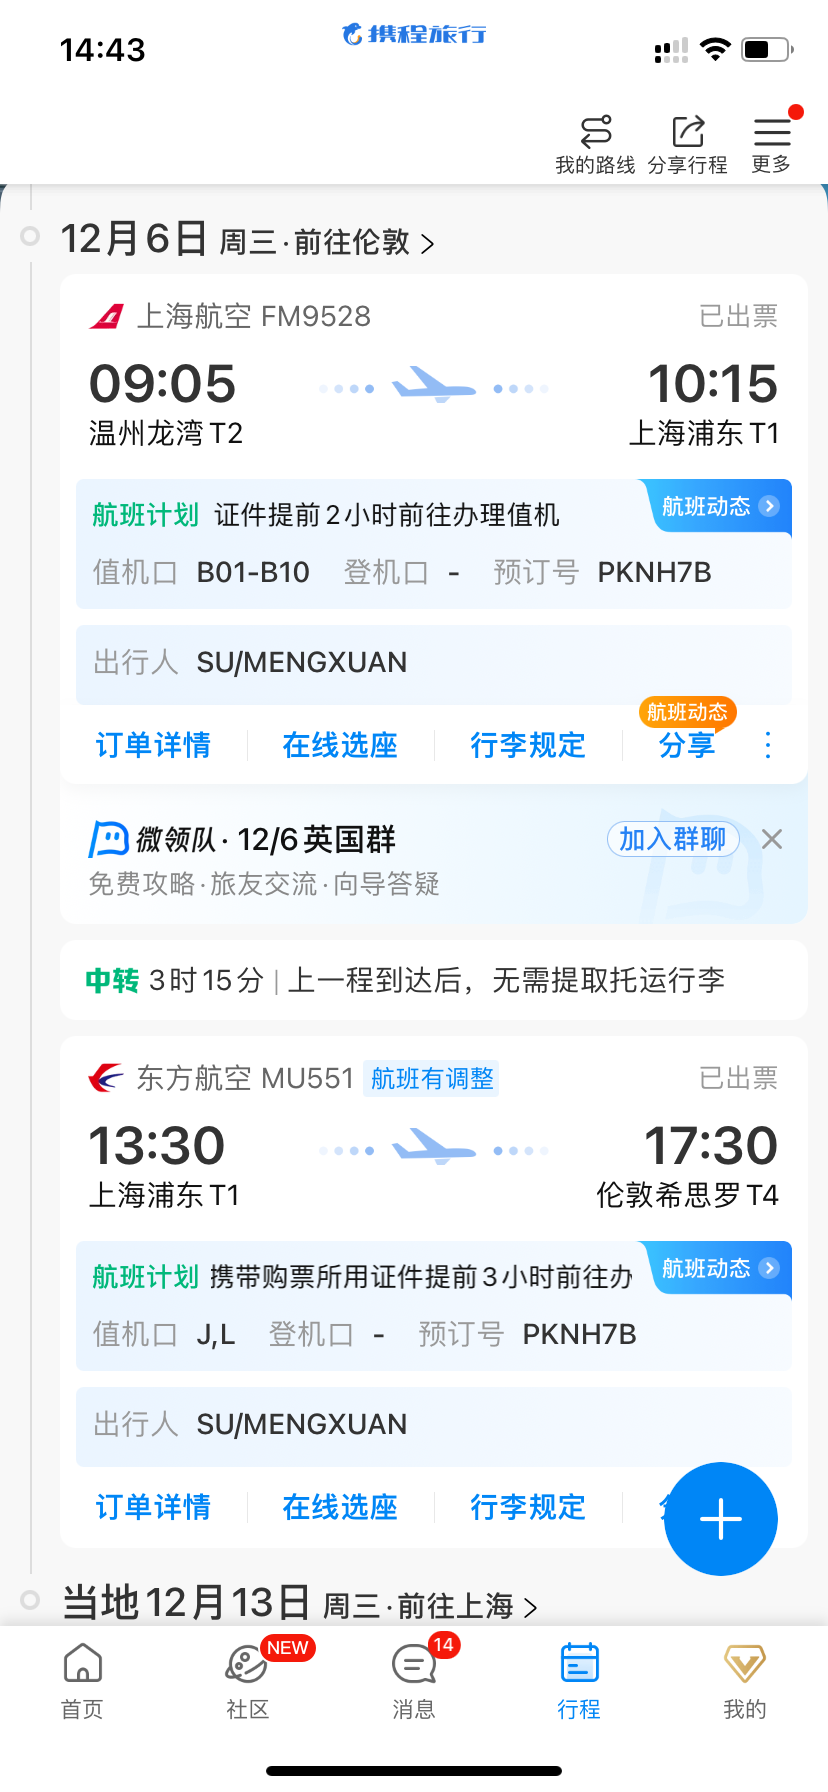 14:43
携程旅行
我的路线 分享行程 更多
12月6日 周三·前往伦敦 >
上海航空 FM9528 已出票
09:05 10:15
温州龙湾T2 上海浦东T1
航班计划 证件提前2小时前往办理值机 航班动态
值机口 B01-B10 登机口 - 预订号 PKNH7B
出行人 SU/MENGXUAN
航班动态
订单详情 在线选座 行李规定 分享
微领队·12/6英国群 加入群聊
免费攻略·旅友交流·向导答疑
中转 3时15分 | 上一程到达后，无需提取托运行李
东方航空 MU551 航班有调整 已出票
13:30 17:30
上海浦东T1 伦敦希思罗T4
航班计划 携带购票所用证件提前3小时前往办 航班动态
值机口 J,L 登机口 - 预订号 PKNH7B
出行人 SU/MENGXUAN
订单详情 在线选座 行李规定
当地12月13日 周三·前往上海 >
NEW 14
首页 社区 消息 行程 我的